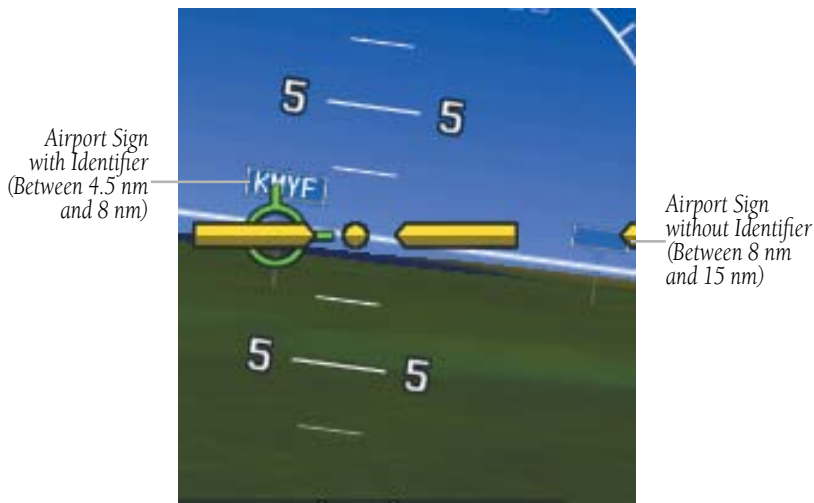 5 5
Airport Sign
with Identifier
(Between 4.5 nm
and 8 nm)
KMYF
Airport Sign
without Identifier
(Between 8 nm
and 15 nm)
5 5